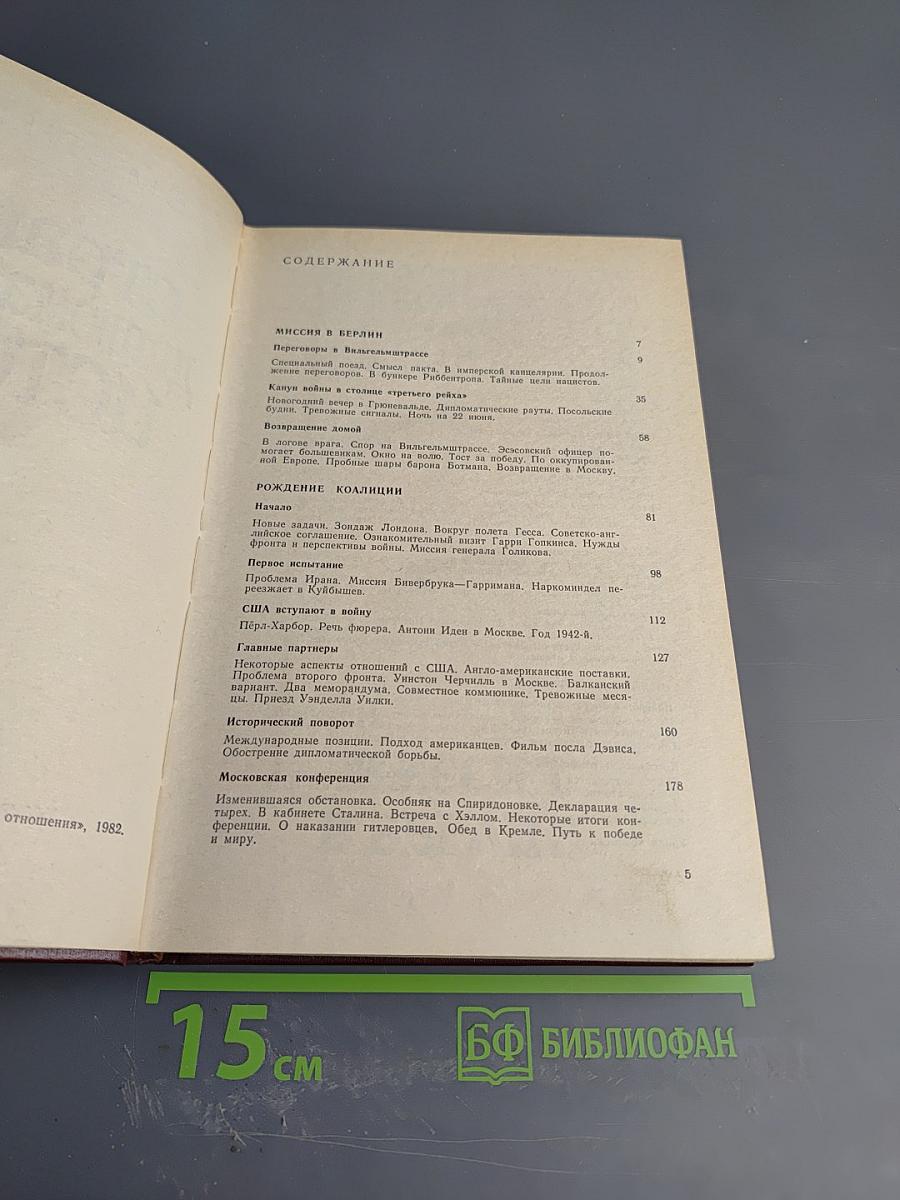 отношения», 1982.
СОДЕРЖАНИЕ
МИССИЯ В БЕРЛИН 7
Переговоры в Вильгельмштрассе 9
Специальный поезд. Смысл пакта. В имперской канцелярии. Продол-
жение переговоров. В бункере Риббентропа. Тайные цели нацистов.
Канун войны в столице «третьего рейха» 35
Новогодний вечер в Грюневальде. Дипломатические рауты. Посольские
будни. Тревожные сигналы. Ночь на 22 июня.
Возвращение домой 58
В логове врага. Спор на Вильгельмштрассе. Эсэсовский офицер по-
могает большевикам. Окно на волю. Тост за победу. По оккупирован-
ной Европе. Пробные шары барона Ботмана. Возвращение в Москву.
РОЖДЕНИЕ КОАЛИЦИИ
Начало 81
Новые задачи. Зондаж Лондона. Вокруг полета Гесса. Советско-анг-
лийское соглашение. Ознакомительный визит Гарри Гопкинса. Нужды
фронта и перспективы войны. Миссия генерала Голикова.
Первое испытание 98
Проблема Ирана. Миссия Бивербрука—Гарримана. Наркоминдел пе-
реезжает в Куйбышев.
США вступают в войну 112
Пёрл-Харбор. Речь фюрера. Антони Иден в Москве. Год 1942-й.
Главные партнеры 127
Некоторые аспекты отношений с США. Англо-американские поставки.
Проблема второго фронта. Уинстон Черчилль в Москве. Балканский
вариант. Два меморандума. Совместное коммюнике. Тревожные меся-
цы. Приезд Уэнделла Уилки.
Исторический поворот 160
Международные позиции. Подход американцев. Фильм посла Дэвиса.
Обострение дипломатической борьбы.
Московская конференция 178
Изменившаяся обстановка. Особняк на Спиридоновке. Декларация че-
тырех. В кабинете Сталина. Встреча с Хэллом. Некоторые итоги кон-
ференции. О наказании гитлеровцев. Обед в Кремле. Путь к победе
и миру.
5
15 см
БФ БИБЛИОФАН